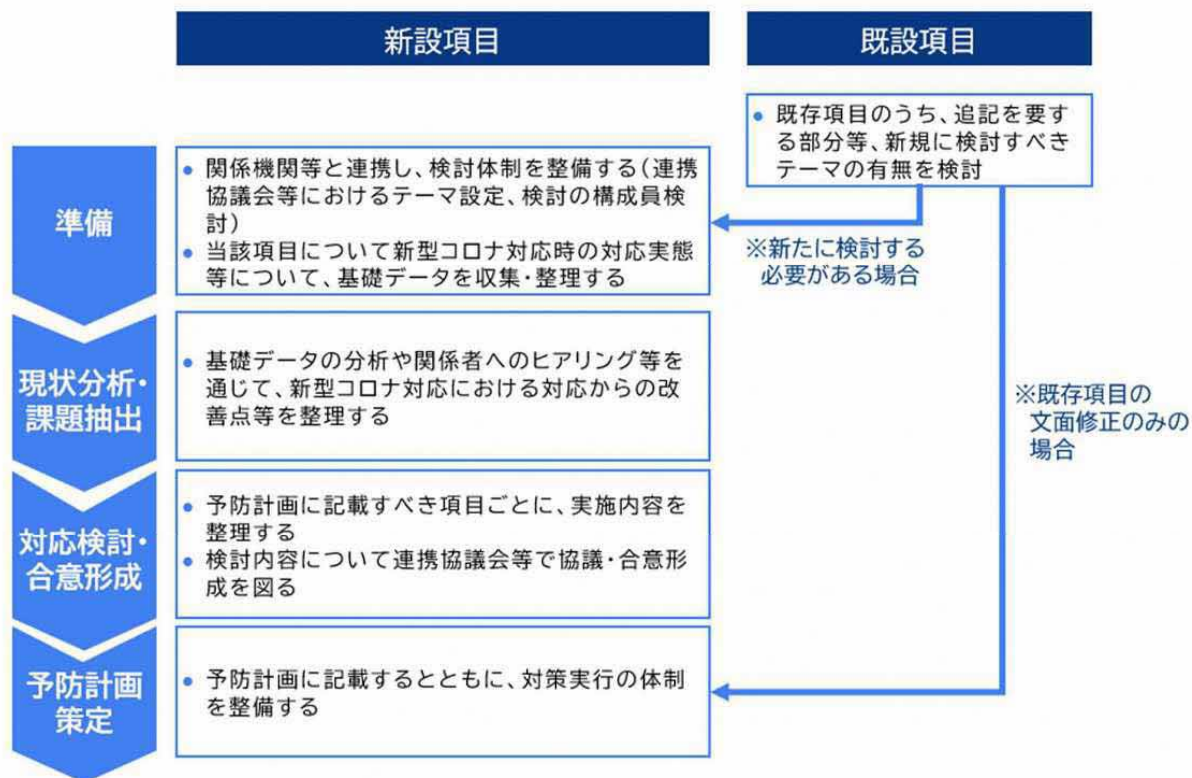 新設項目
既設項目
● 既存項目のうち、追記を要す
る部分等、新規に検討すべき
テーマの有無を検討
準備
● 関係機関等と連携し、検討体制を整備する（連携
協議会等におけるテーマ設定、検討の構成員検
討）
● 当該項目について新型コロナ対応時の対応実態
等について、基礎データを収集・整理する
※新たに検討する
必要がある場合
現状分析・
課題抽出
● 基礎データの分析や関係者へのヒアリング等を
通じて、新型コロナ対応における対応からの改
善点等を整理する
※既存項目の
文面修正のみの
場合
対応検討・
合意形成
● 予防計画に記載すべき項目ごとに、実施内容を
整理する
● 検討内容について連携協議会等で協議・合意形
成を図る
予防計画
策定
● 予防計画に記載するとともに、対策実行の体制
を整備する